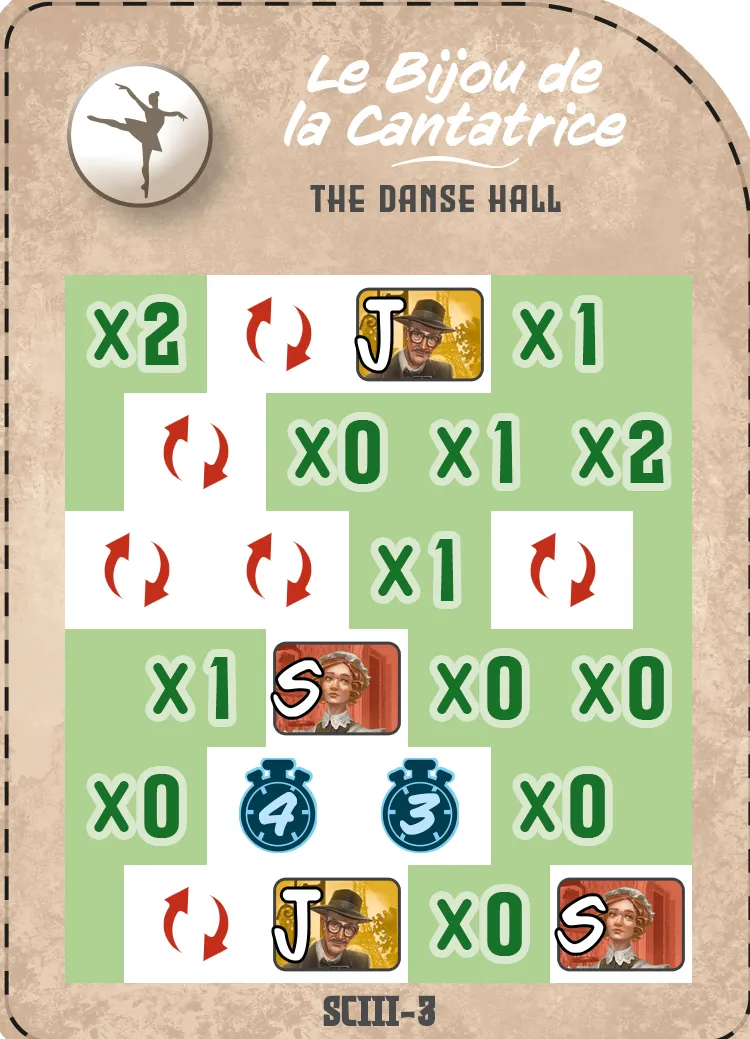 Le Bijou de
la Cantatrice
THE DANSE HALL
X2 J X1
X0 X1 X2
X1
X1 S X0 X0
X0 4 3 X0
J X0 S
SCIII-3